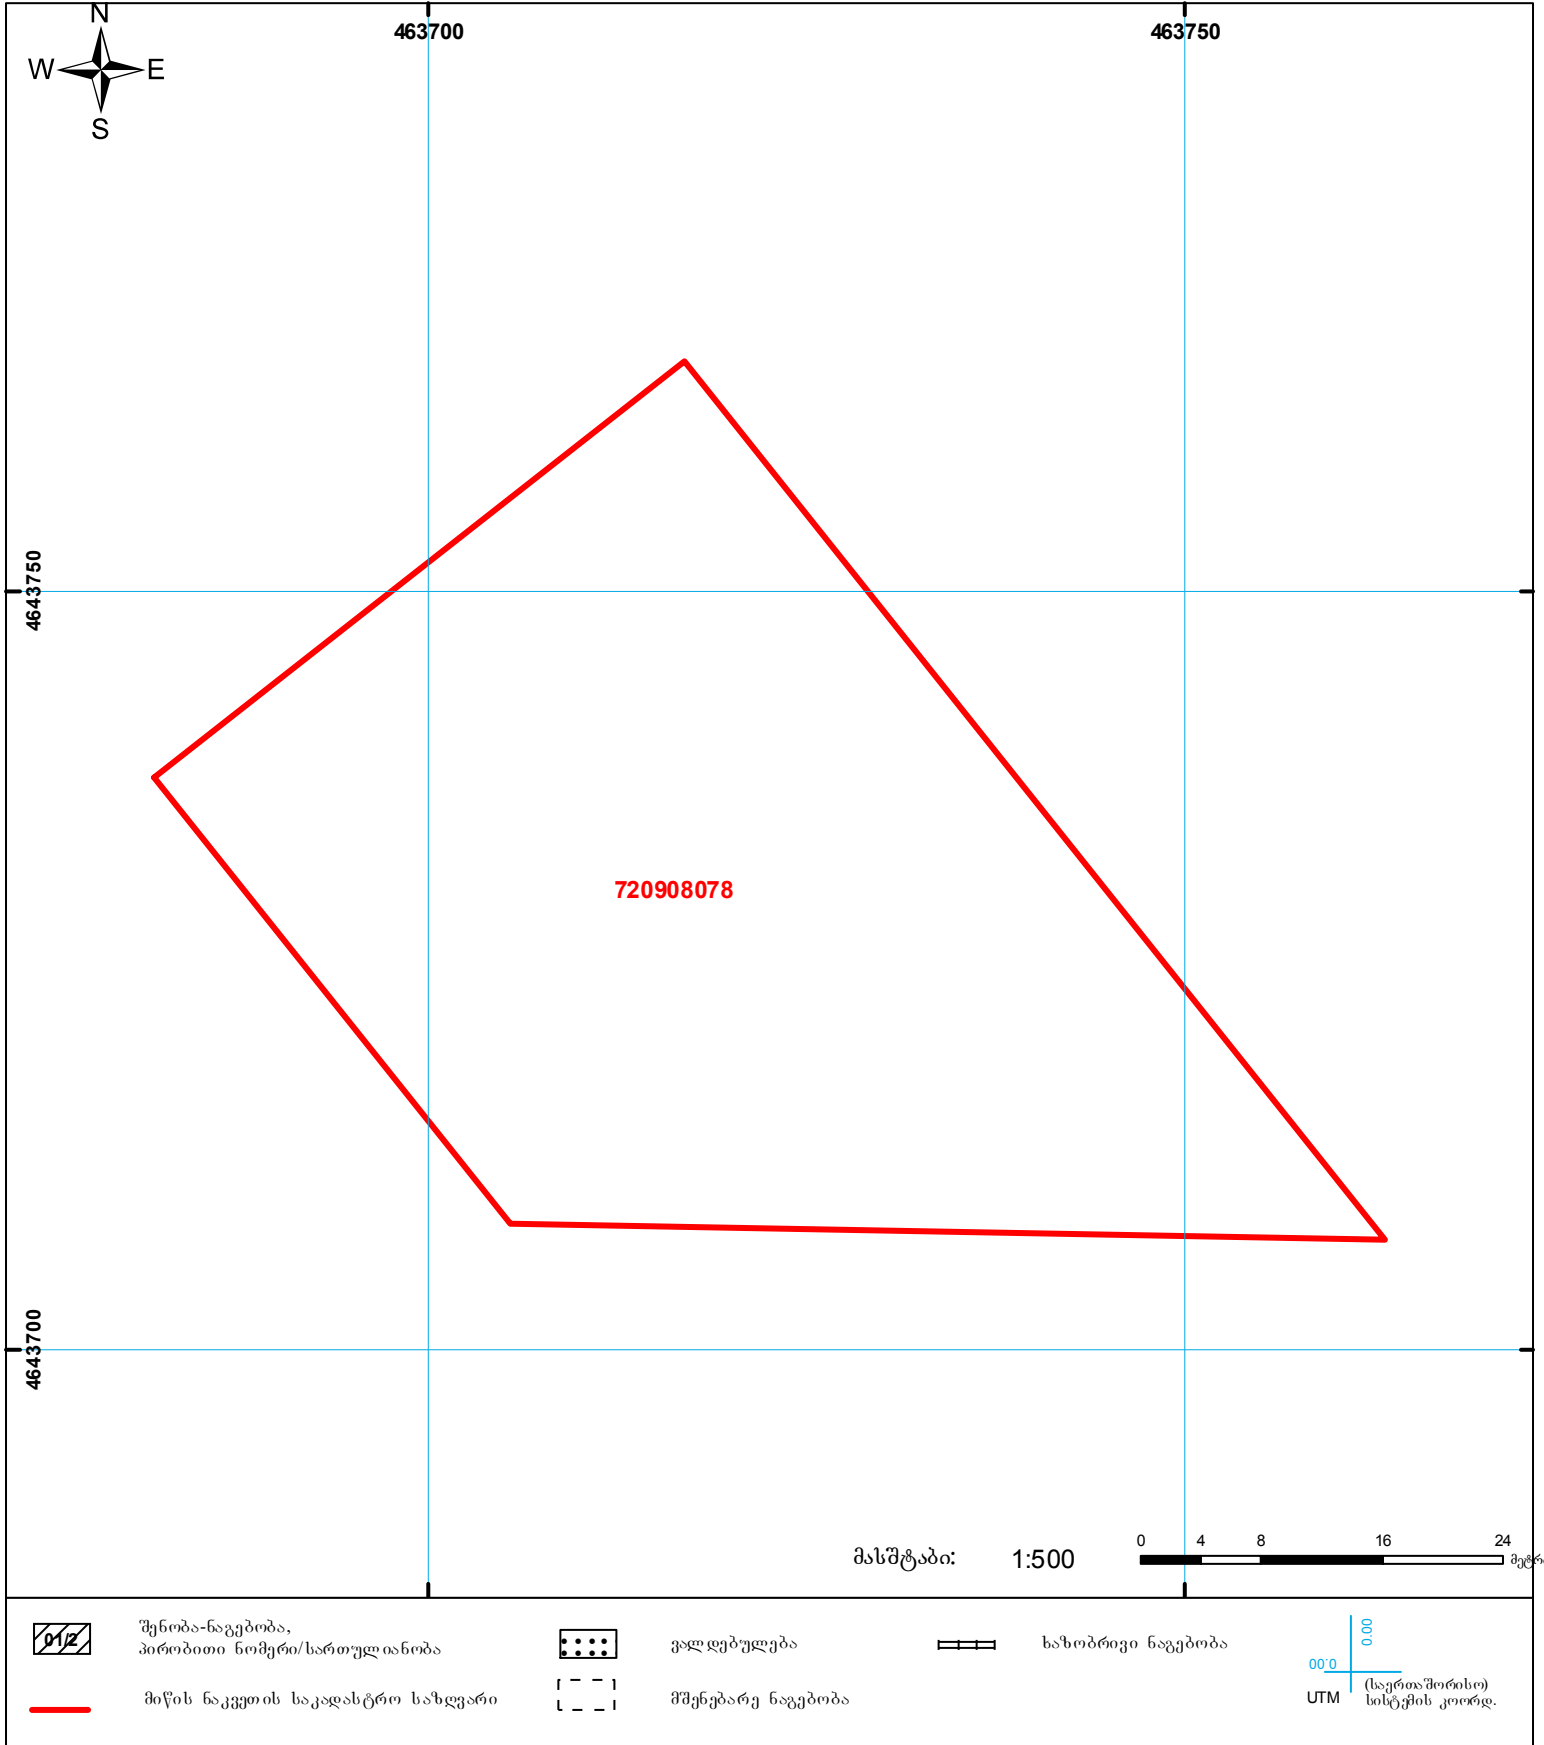 N
W E
S
463700 463750
4643750
720908078
4643700
მასშტაბი: 1:500
0 4 8 16 24
შენობა-ნაგებობა,
პირობითი ნომერი/სართულიანობა
01/2
ვალდებულება
ხაზობრივი ნაგებობა
მიწის ნაკვეთის საკადასტრო საზღვარი
მშენებარე ნაგებობა
00.0
00.0
UTM
(საერთაშორისო)
სისტემის კოორდ.